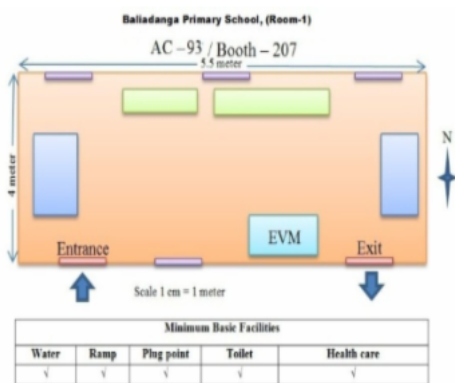 Baliadanga Primary School, (Room-1)
AC -93 / Booth - 207
5.5 meter
4 meter
N
EVM
Entrance
Exit
Scale 1 cm = 1 meter
Minimum Basic Facilities
Water Ramp Plug point Toilet Health care
√ √ √ √ √